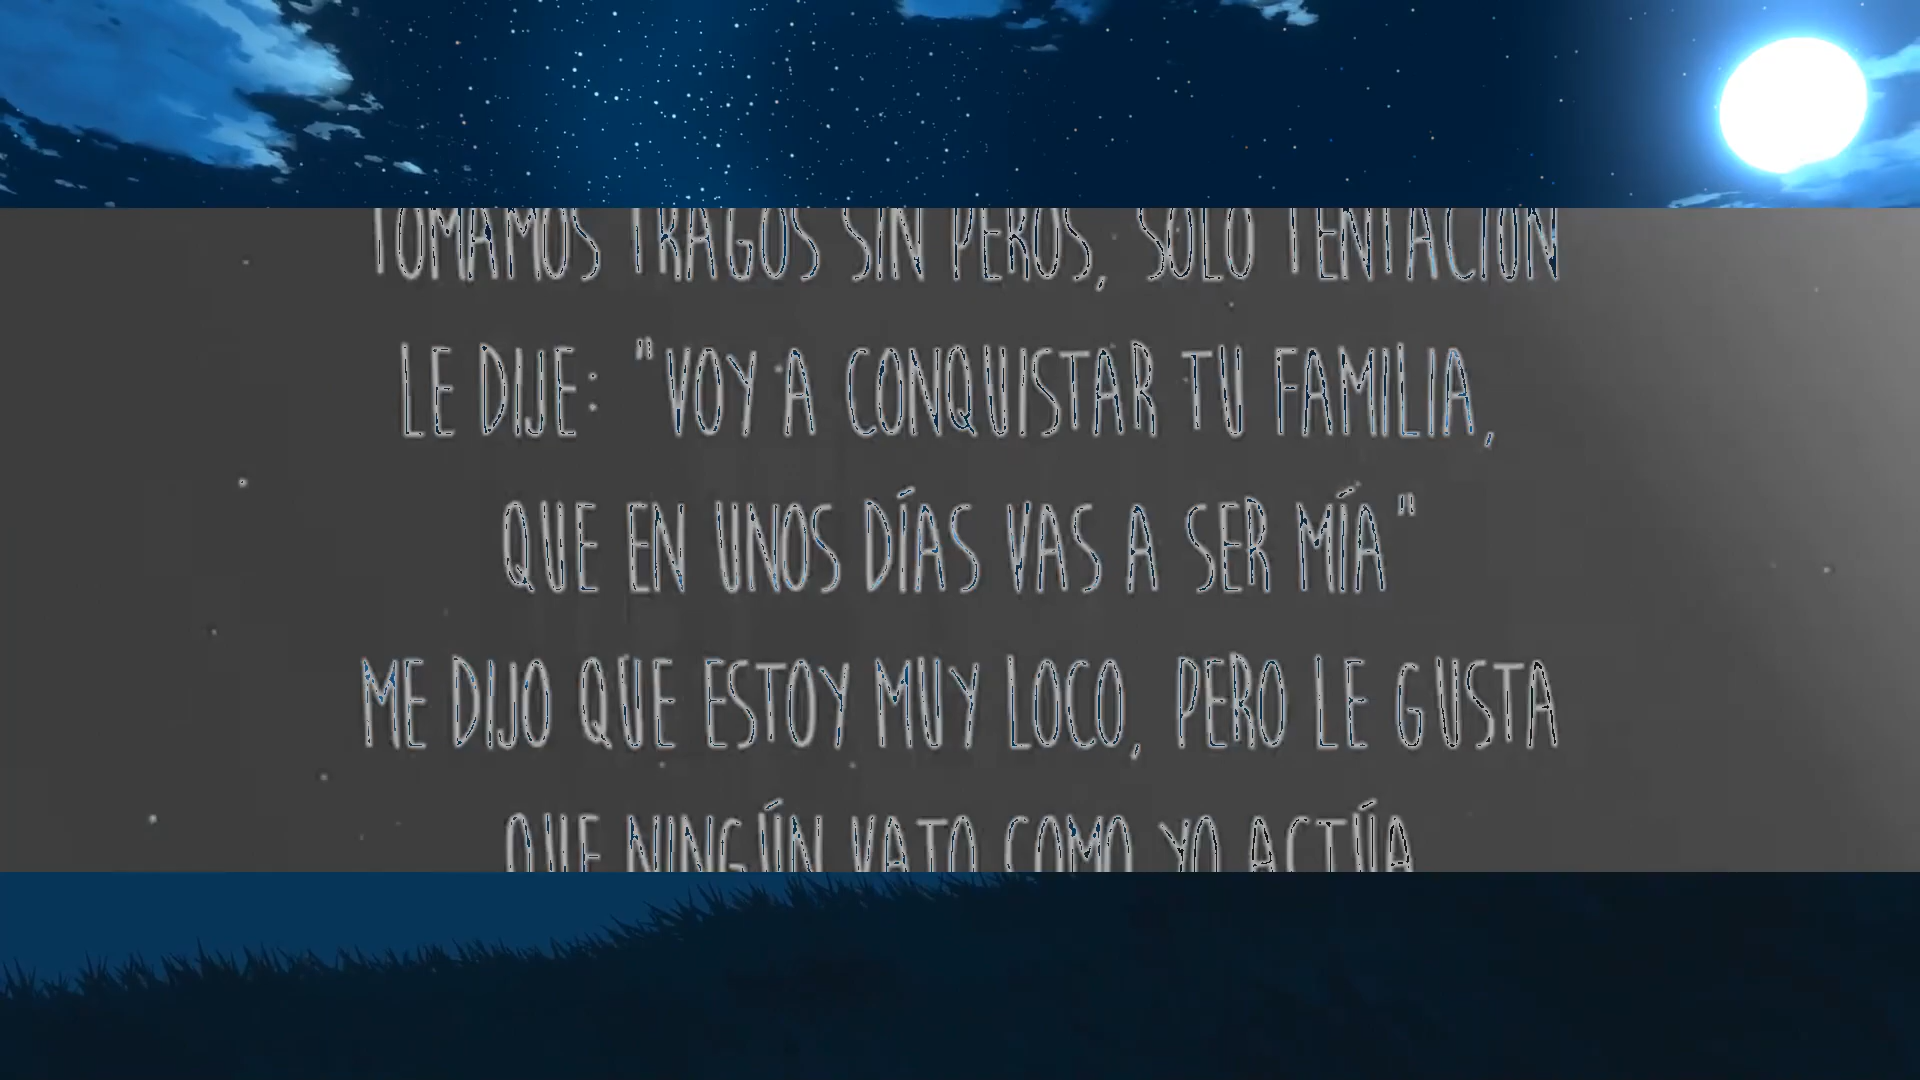 TOMAMOS TRAGOS SIN PEROS, SOLO TENTACIÓN
LE DIJE: "VOY A CONQUISTAR TU FAMILIA,
QUE EN UNOS DÍAS VAS A SER MÍA"
ME DIJO QUE ESTOY MUY LOCO, PERO LE GUSTA
QUE NINGÚN VATO COMO YO ACTÚA